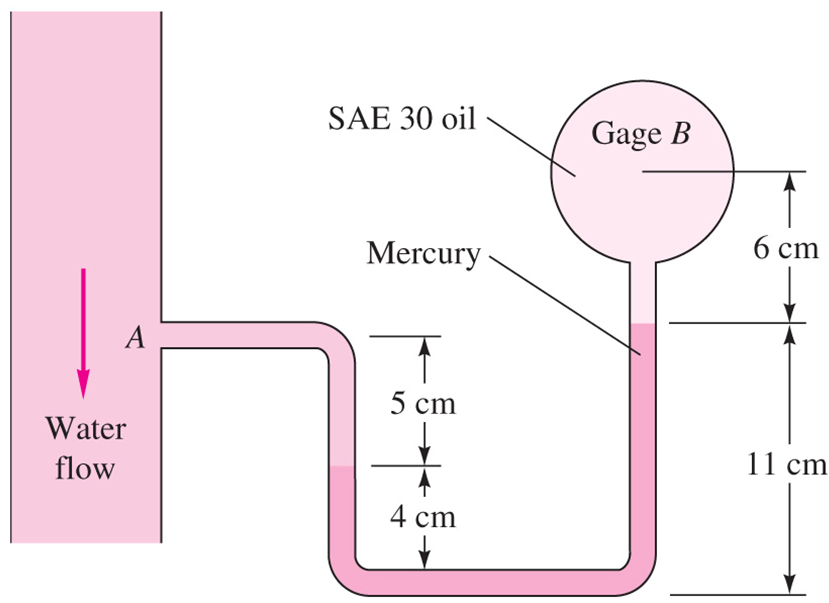 SAE 30 oil
Gage B
Mercury
6 cm
A
5 cm
Water
flow
11 cm
4 cm